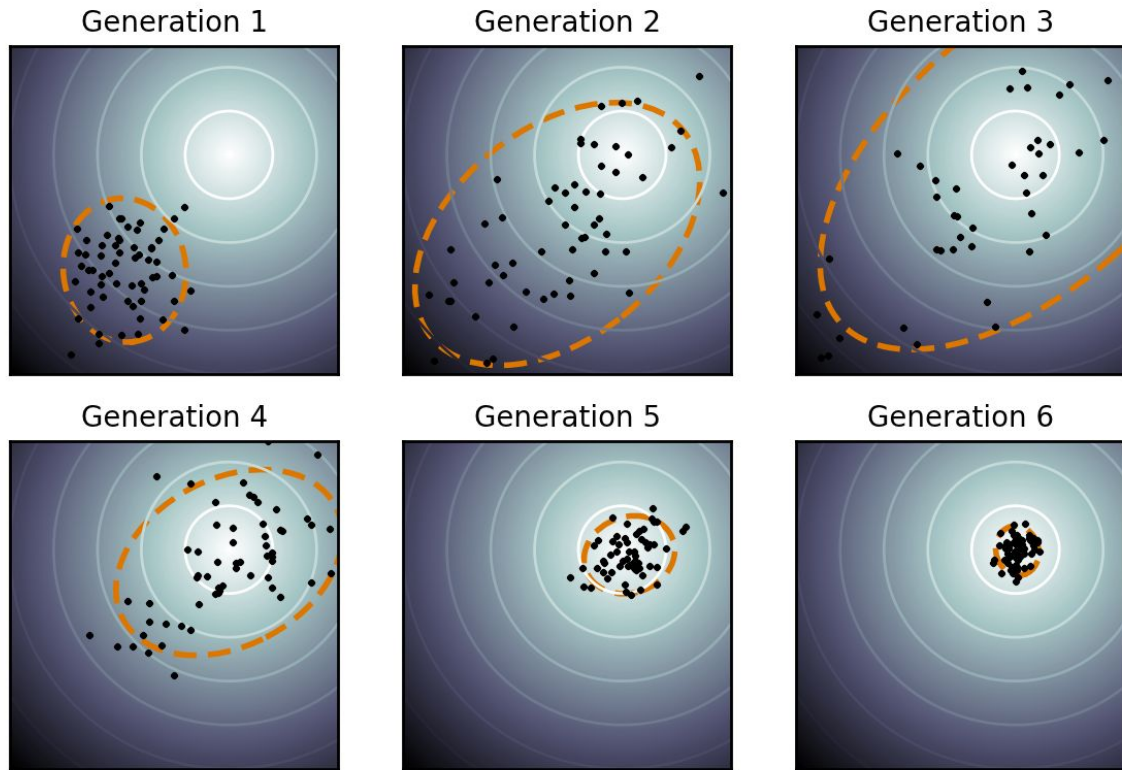 Generation 1
Generation 2
Generation 3
Generation 4
Generation 5
Generation 6